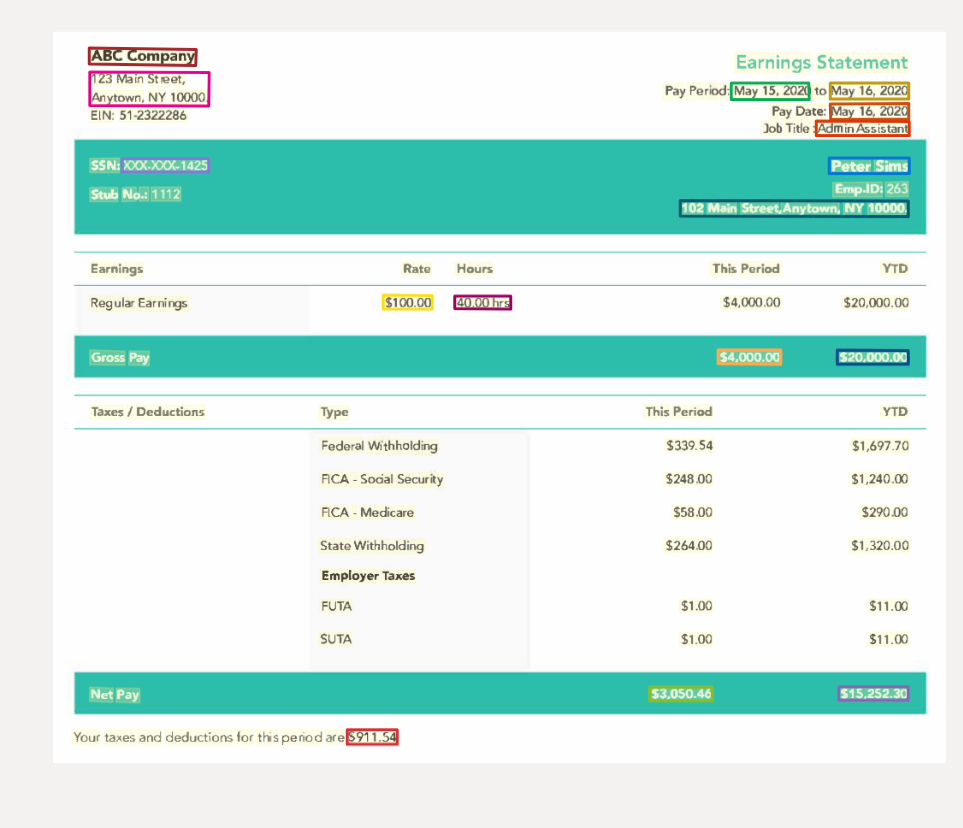 ABC Company
123 Main Street,
Anytown, NY 10000.
EIN: 51-2322286
Earnings Statement
Pay Period: May 15, 2020 to May 16, 2020
Pay Date: May 16, 2020
Job Title :Admin Assistant
SSN: XXX-XXX-1425
Stub No.: 1112
Peter Sims
Emp.ID: 263
102 Main Street,Anytown, NY 10000.
Earnings Rate Hours This Period YTD
Regular Earnings $100.00 40.00 hrs $4,000.00 $20,000.00
Gross Pay $4,000.00 $20,000.00
Taxes / Deductions Type This Period YTD
Federal Withholding $339.54 $1,697.70
FICA - Social Security $248.00 $1,240.00
FICA - Medicare $58.00 $290.00
State Withholding $264.00 $1,320.00
Employer Taxes
FUTA $1.00 $11.00
SUTA $1.00 $11.00
Net Pay $3,050.46 $15,252.30
Your taxes and deductions for this period are $911.54